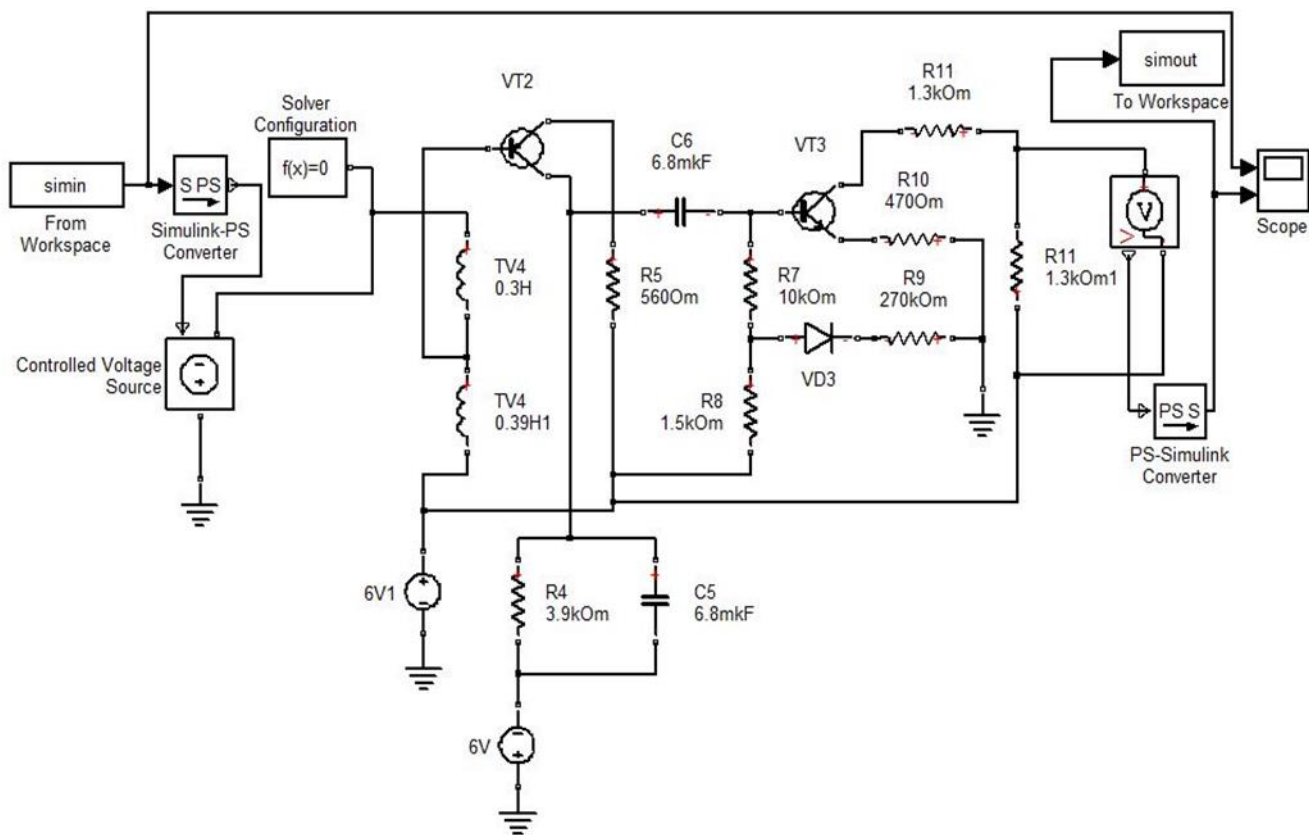 simout
To Workspace
R11
1.3kOm
VT2
Solver
Configuration
f(x)=0
C6
6.8mkF
VT3
simin
From
Workspace
S PS
Simulink-PS
Converter
R10
470Om
V
Scope
TV4
0.3H
R5
560Om
R7
10kOm
R9
270kOm
R11
1.3kOm1
Controlled Voltage
Source
VD3
TV4
0.39H1
R8
1.5kOm
PS S
PS-Simulink
Converter
6V1
R4
3.9kOm
C5
6.8mkF
6V